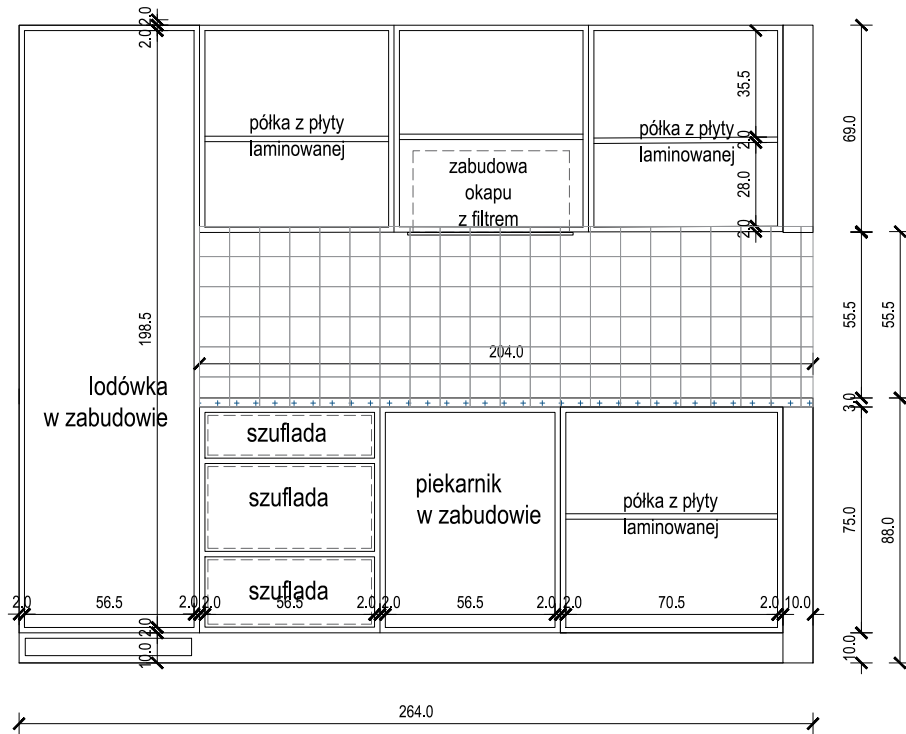 2.0
2.0
198.5
2.0
10.0
lodówka
w zabudowie
półka z płyty
laminowanej
zabudowa
okapu
z filtrem
półka z płyty
laminowanej
35.5
2.0
28.0
2.0
69.0
55.5
55.5
204.0
3.0
szuflada
szuflada
szuflada
piekarnik
w zabudowie
półka z płyty
laminowanej
75.0
88.0
10.0
2.0 56.5 2.0 2.0 56.5 2.0 2.0 56.5 2.0 2.0 70.5 2.0 10.0
264.0